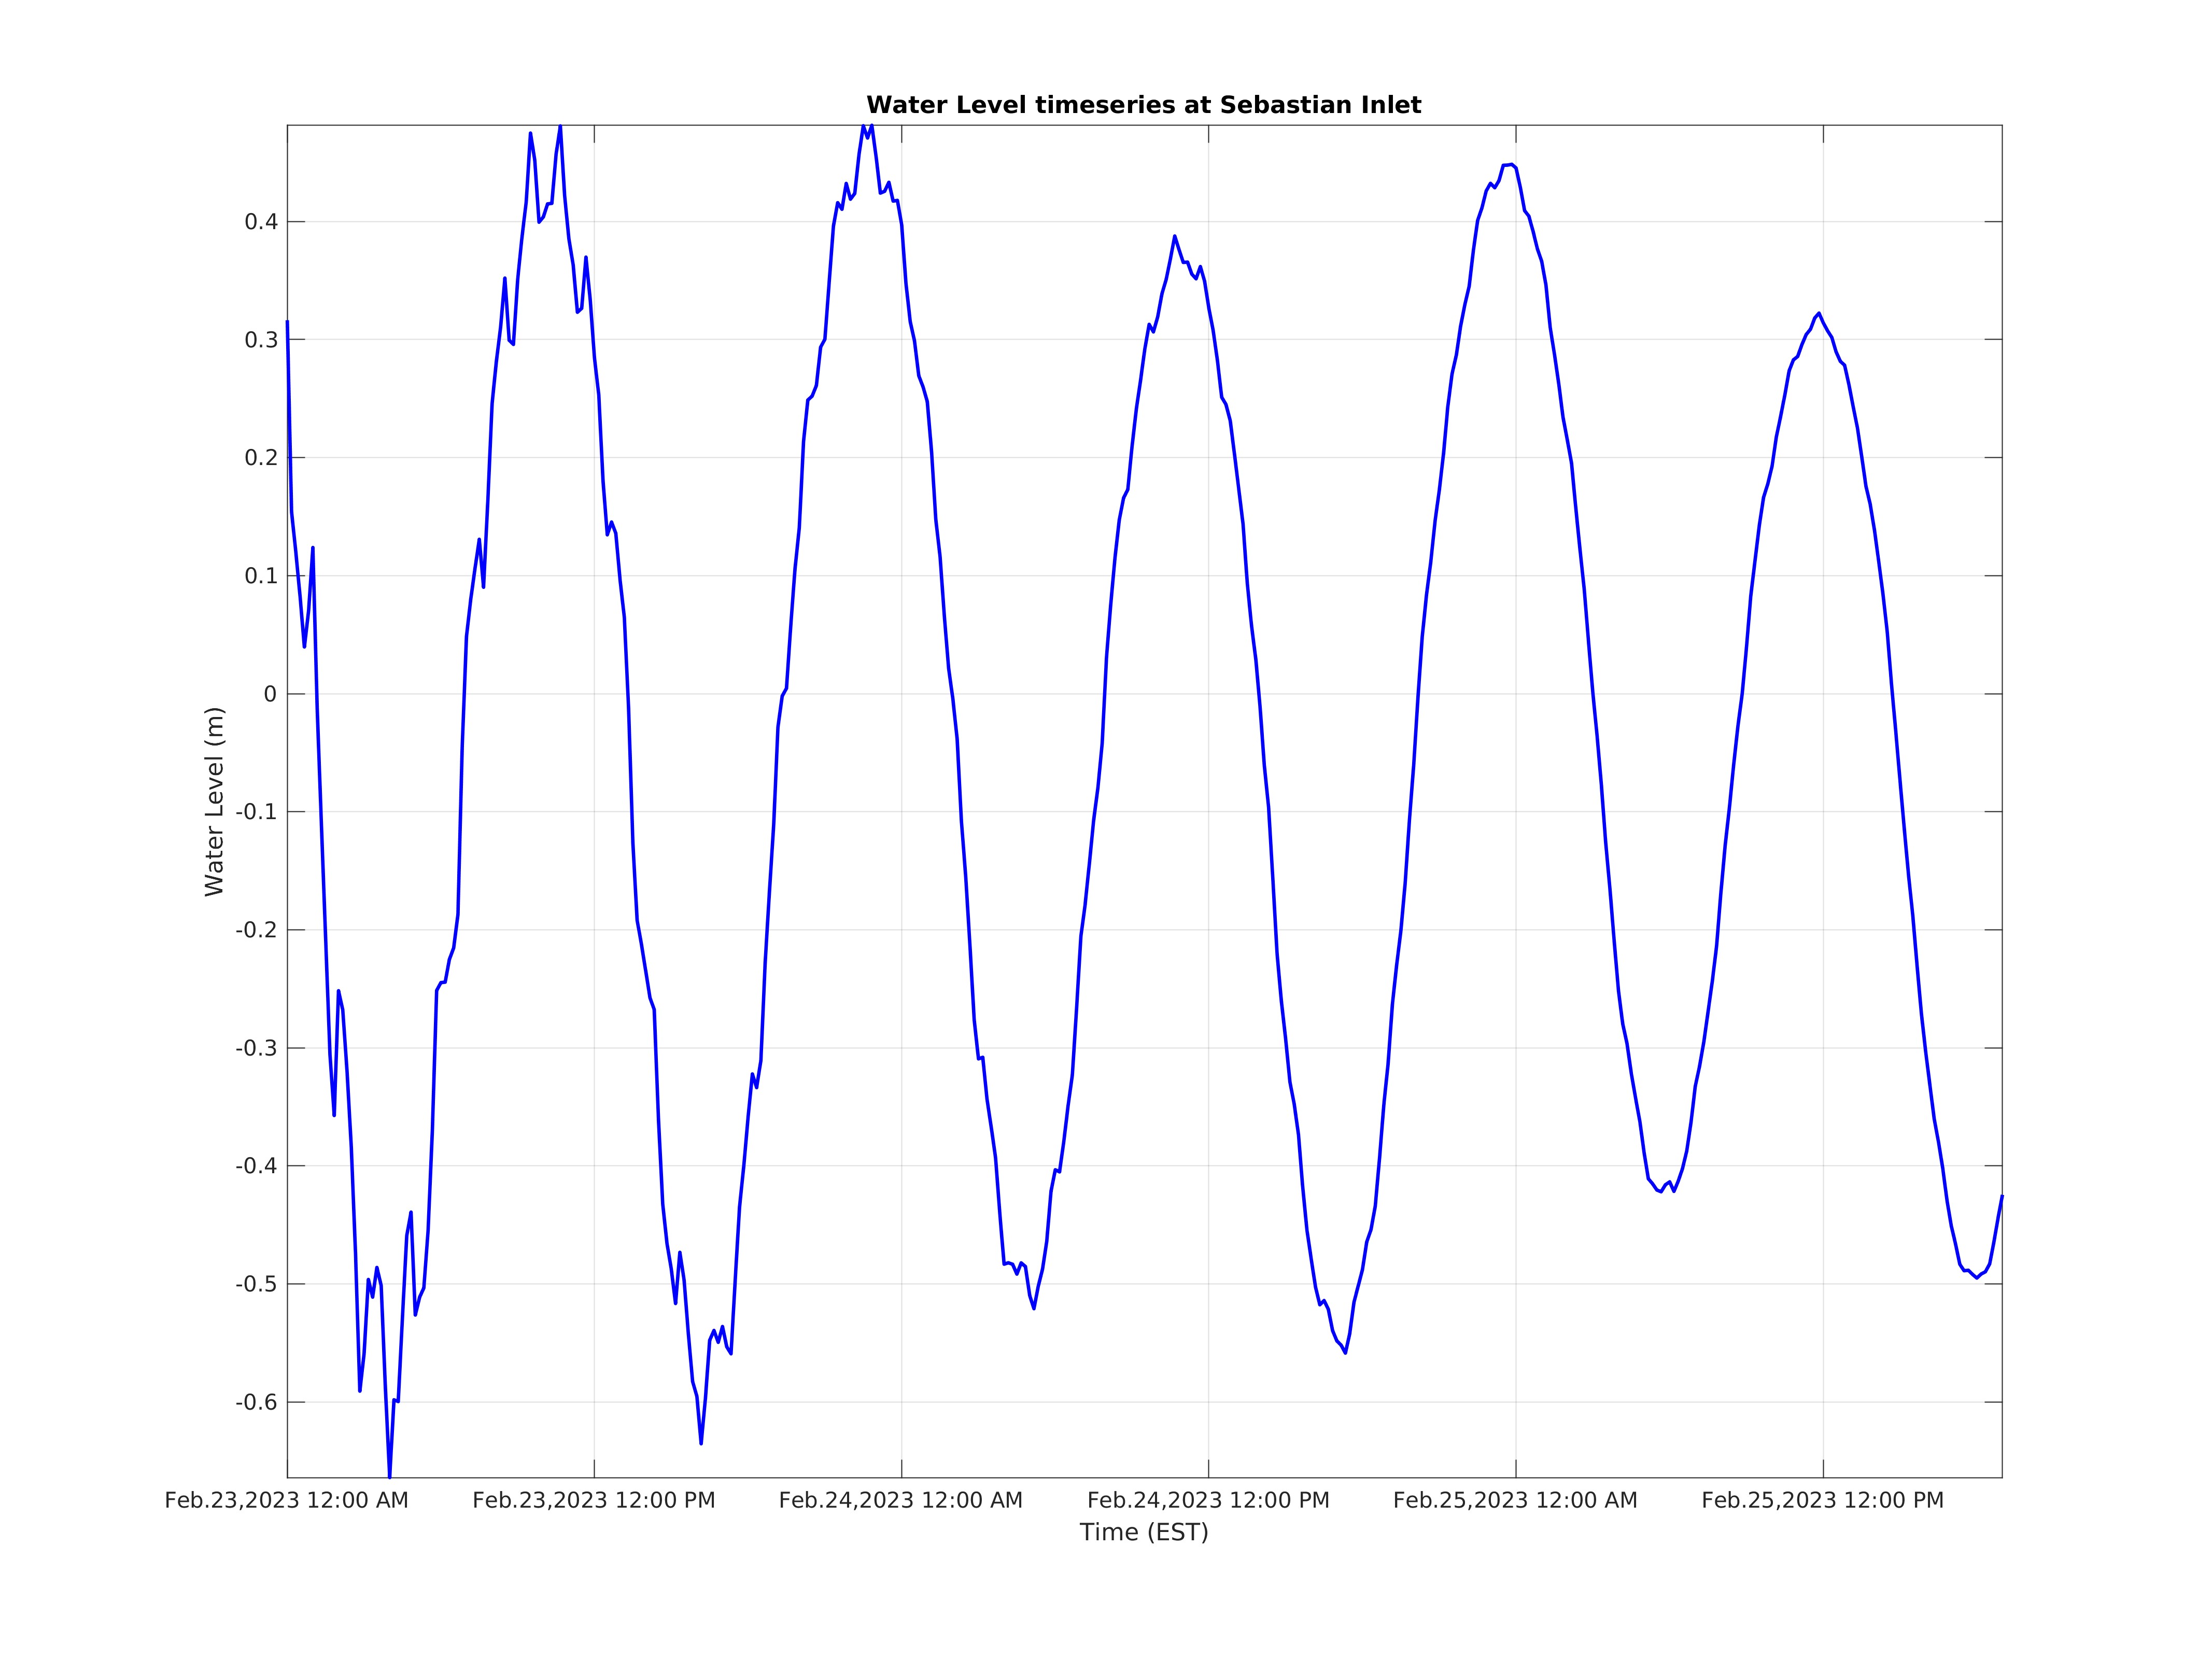 Water Level timeseries at Sebastian Inlet
0.4
0.3
0.2
0.1
0
-0.1
-0.2
-0.3
-0.4
-0.5
-0.6
Water Level (m)
Feb.23,2023 12:00 AM Feb.23,2023 12:00 PM Feb.24,2023 12:00 AM Feb.24,2023 12:00 PM Feb.25,2023 12:00 AM Feb.25,2023 12:00 PM
Time (EST)